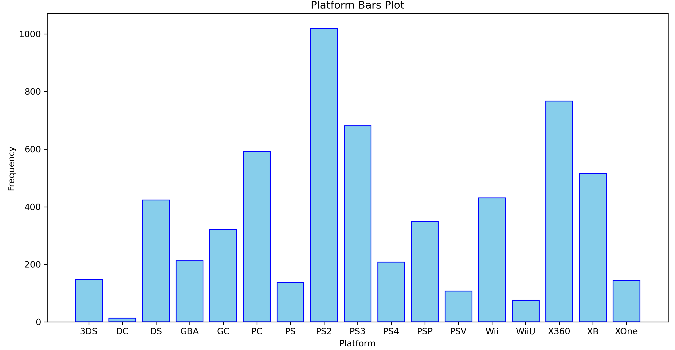 Platform Bars Plot
1000
800
600
400
200
0
Frequency
3DS DC DS GBA GC PC PS PS2 PS3 PS4 PSP PSV Wii WiiU X360 XB XOne
Platform